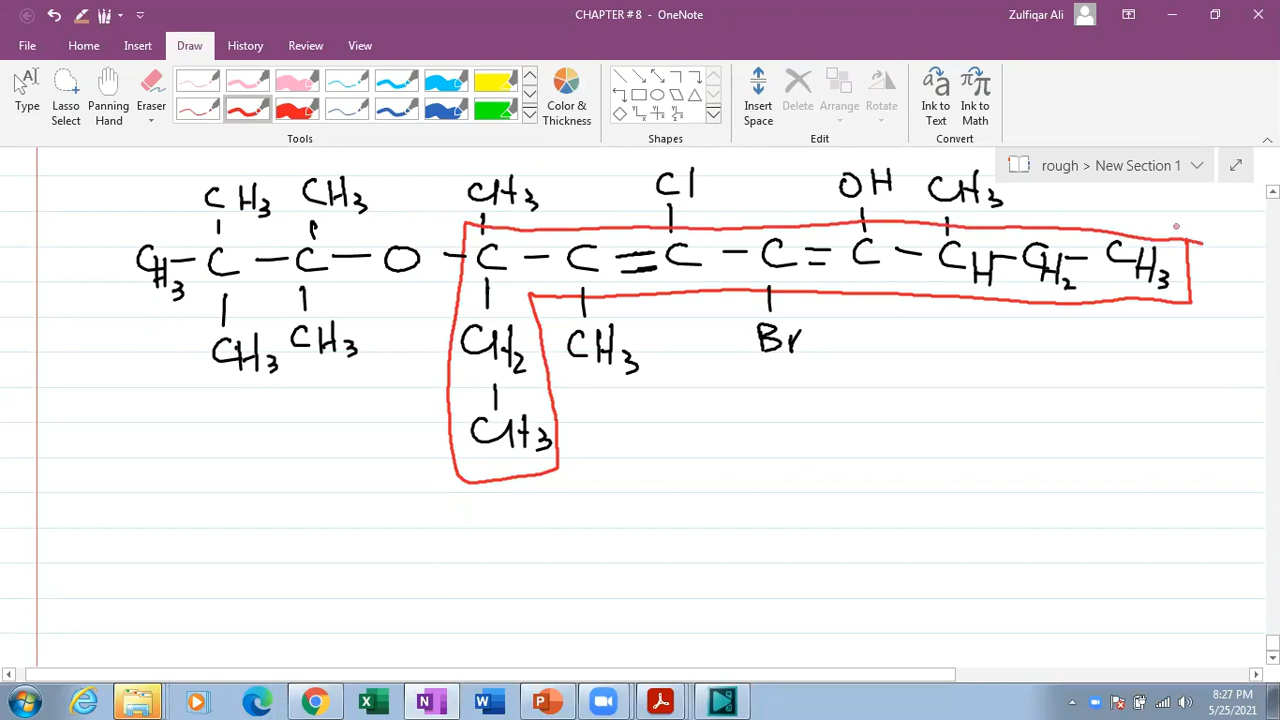 CHAPTER # 8 - OneNote
Zulfiqar Ali
File Home Insert Draw History Review View
Type
Lasso Select
Panning Hand
Eraser
Color & Thickness
Insert Space
Delete
Arrange
Rotate
Ink to Text
Ink to Math
Tools Shapes Edit Convert
rough > New Section 1
CH3 CH3 CH3 Cl OH CH3
CH3 — C — C — O — C — C = C — C = C — CH — CH2 — CH3
CH3 CH3 CH2 CH3 Br
CH3
8:27 PM
5/25/2021